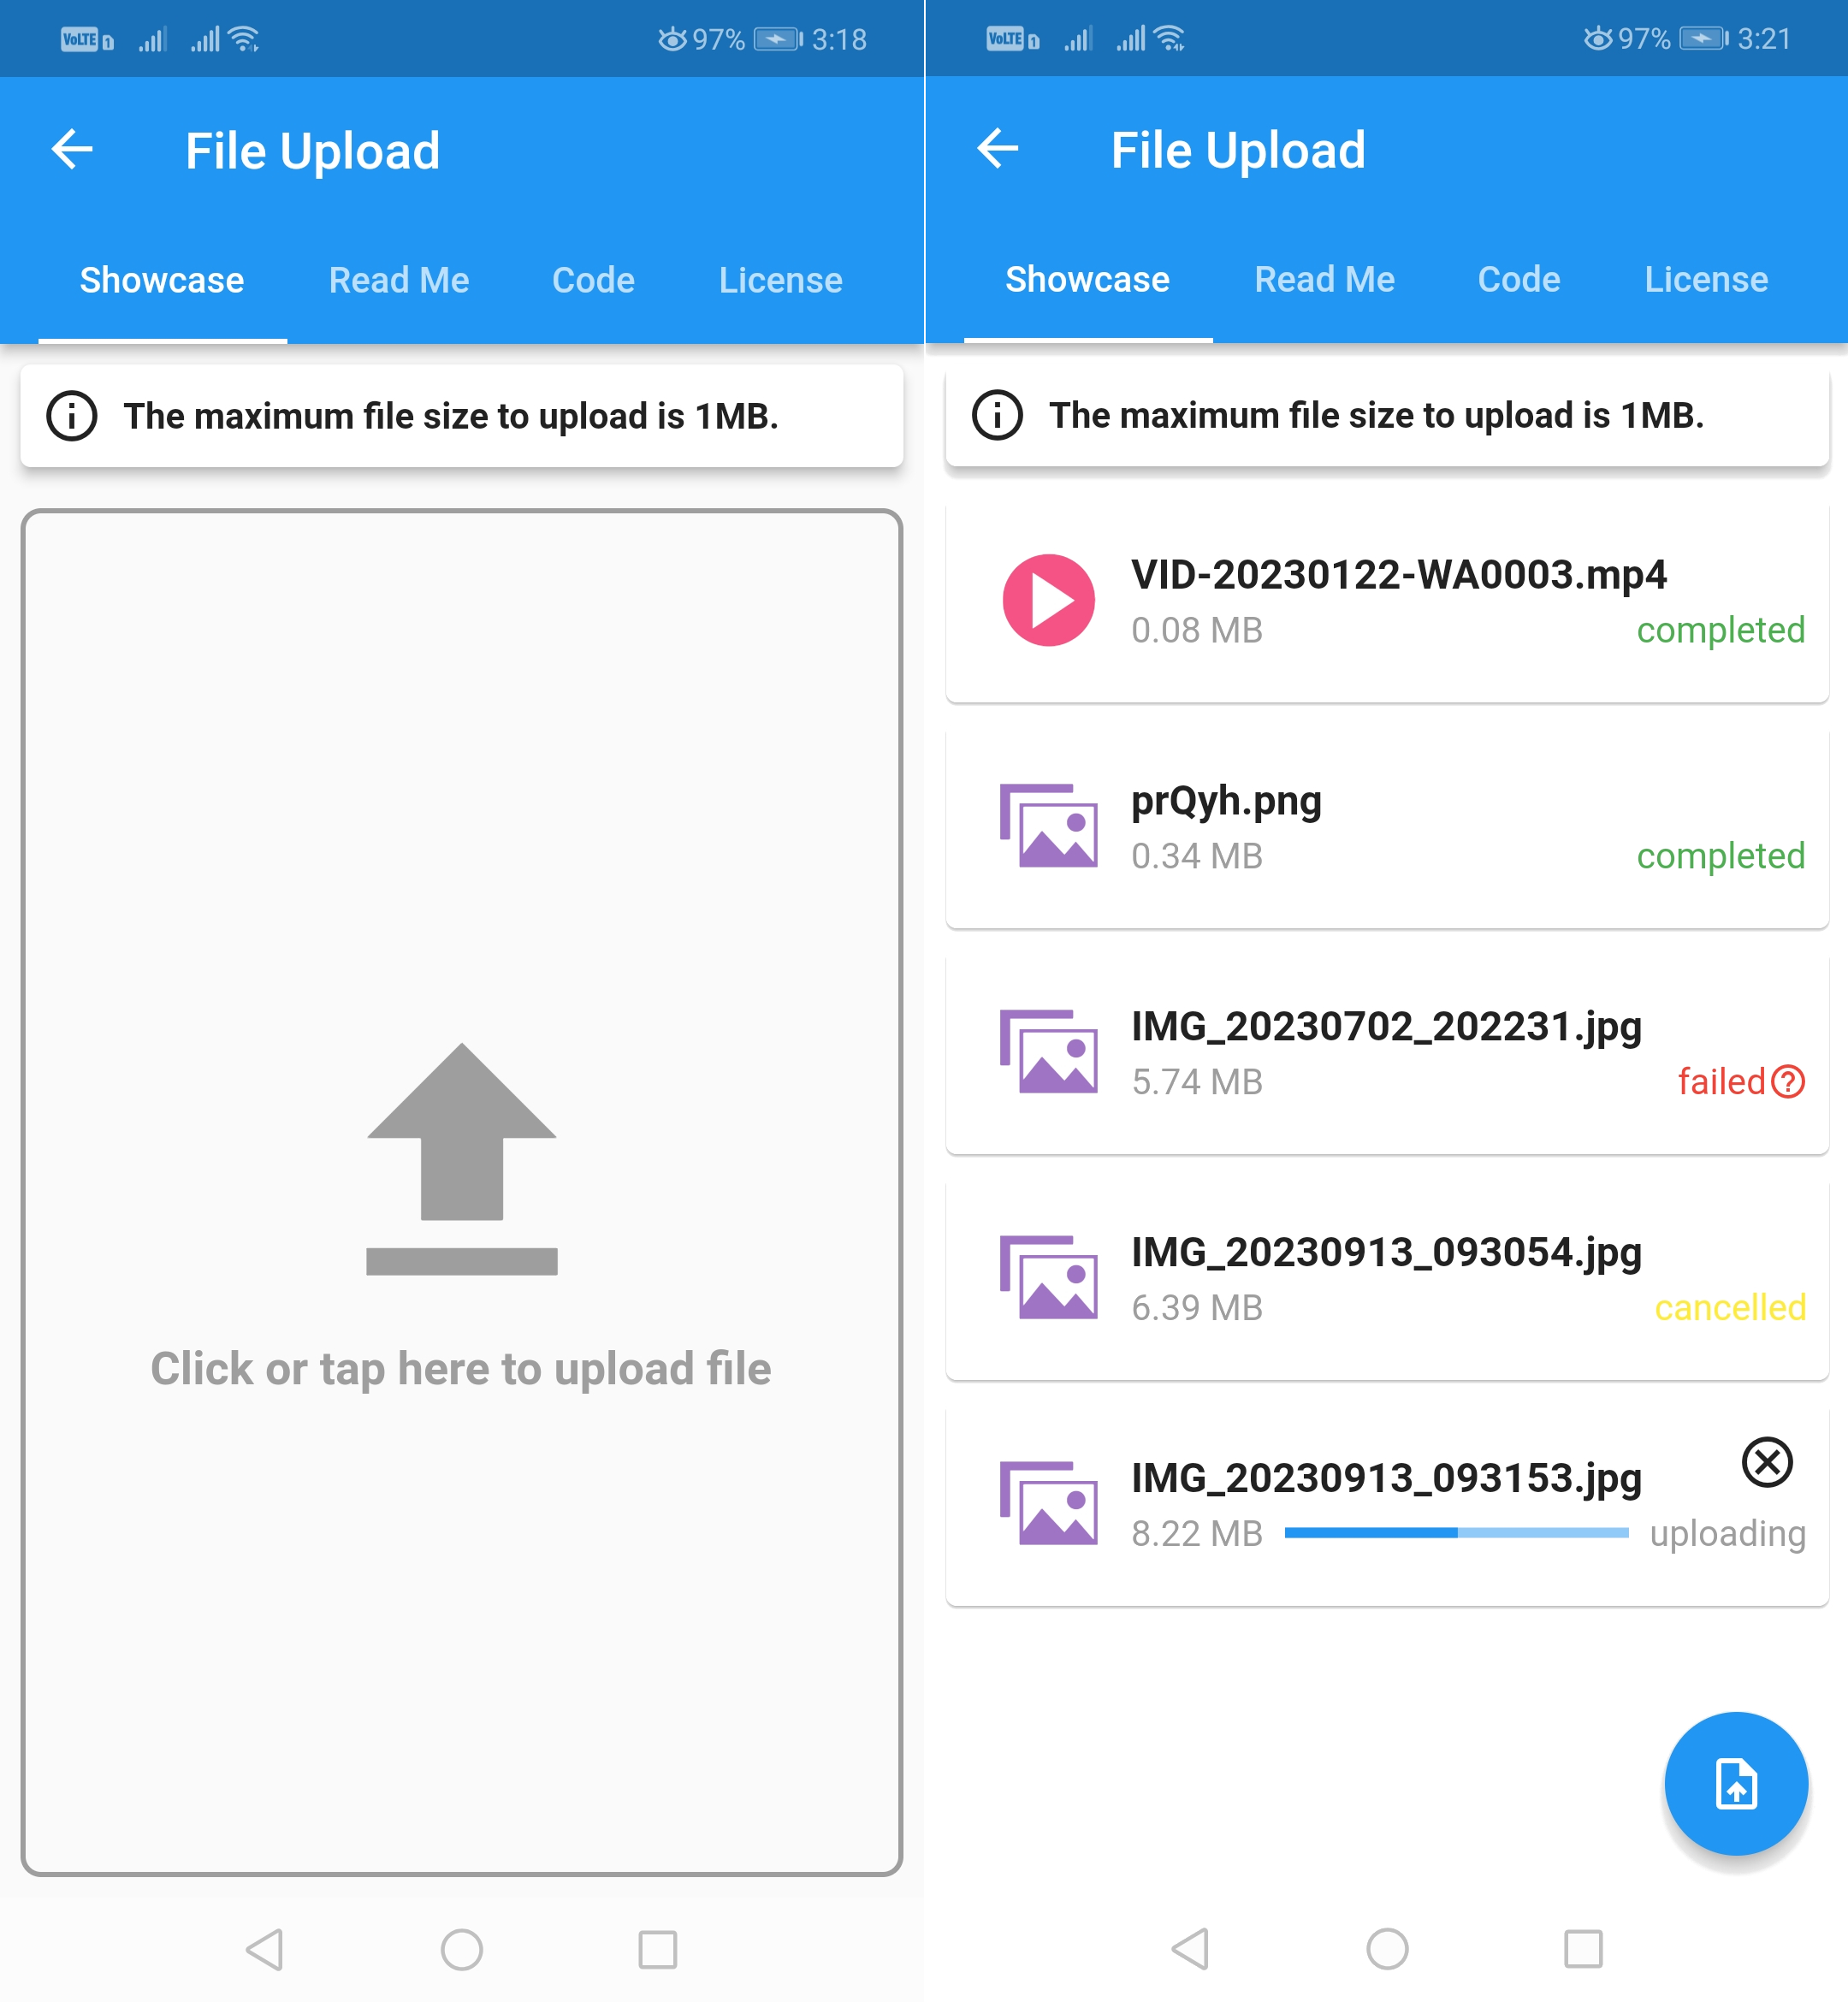 VoLTE 1 97% 3:18
File Upload
Showcase Read Me Code License
The maximum file size to upload is 1MB.
Click or tap here to upload file
VoLTE 1 97% 3:21
File Upload
Showcase Read Me Code License
The maximum file size to upload is 1MB.
VID-20230122-WA0003.mp4
0.08 MB completed
prQyh.png
0.34 MB completed
IMG_20230702_202231.jpg
5.74 MB failed
IMG_20230913_093054.jpg
6.39 MB cancelled
IMG_20230913_093153.jpg
8.22 MB uploading